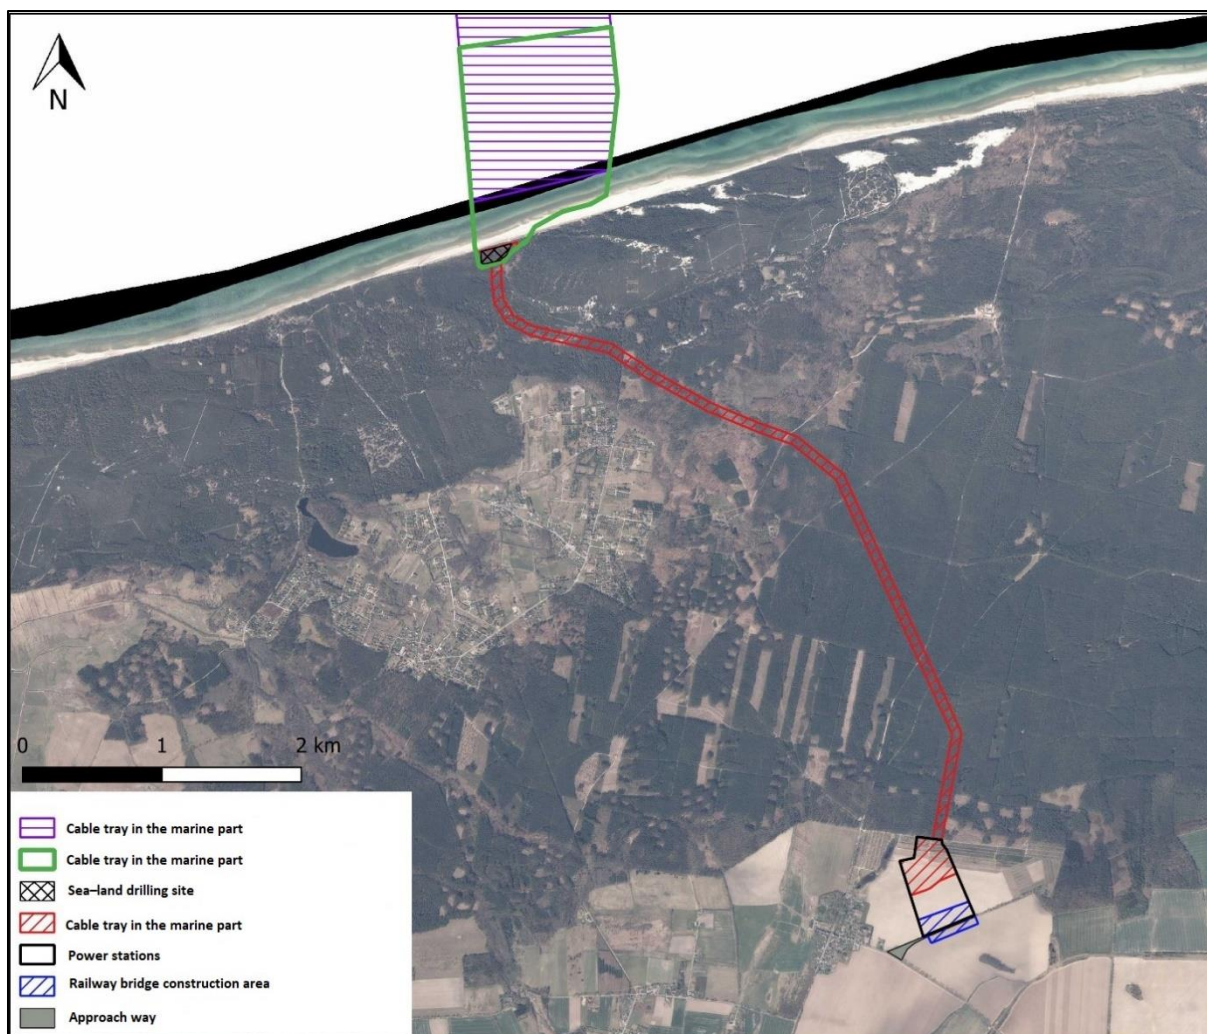 N
0 1 2 km
Cable tray in the marine part
Cable tray in the marine part
Sea–land drilling site
Cable tray in the marine part
Power stations
Railway bridge construction area
Approach way